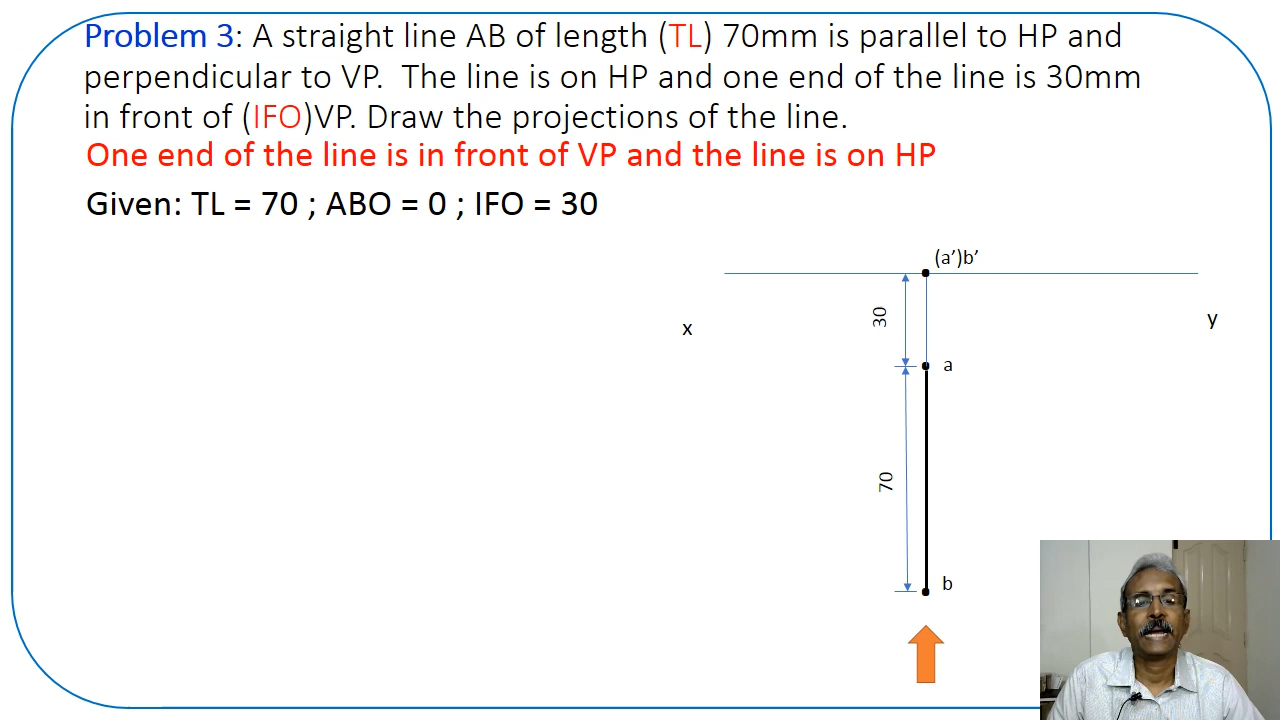 Problem 3: A straight line AB of length (TL) 70mm is parallel to HP and
perpendicular to VP. The line is on HP and one end of the line is 30mm
in front of (IFO)VP. Draw the projections of the line.
One end of the line is in front of VP and the line is on HP
Given: TL = 70 ; ABO = 0 ; IFO = 30
(a’)b’
30
x
y
a
70
b